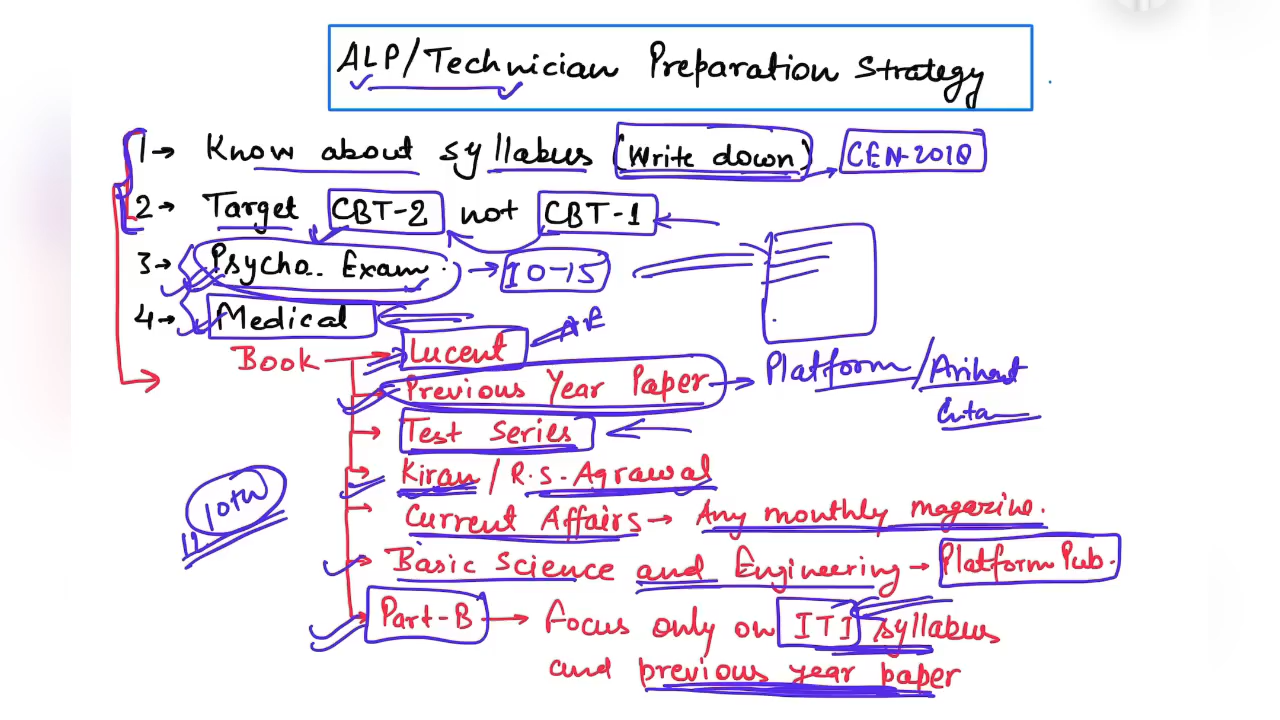 ALP/Technician Preparation Strategy
1→ Know about syllabus (Write down) → CEN-2018
2→ Target CBT-2 not CBT-1
3→ Psycho. Exam → 10-15
4→ Medical
Book → Lucent
→ Previous Year Paper → Platform/Arihant
→ Test Series
→ Kiran / R.S. Agrawal
10th
→ Current Affairs → Any monthly magazine.
→ Basic Science and Engineering → Platform Pub.
→ Part-B → Focus only on ITI syllabus
and previous year paper